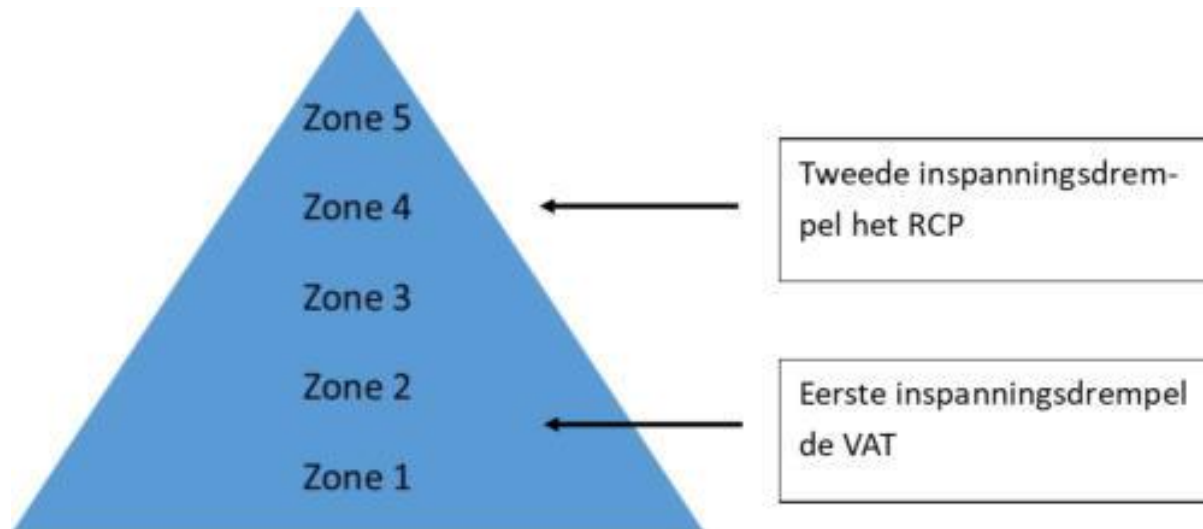 Zone 5
Zone 4
Zone 3
Zone 2
Zone 1
Tweede inspanningsdrem-
pel het RCP
Eerste inspanningsdrempel
de VAT